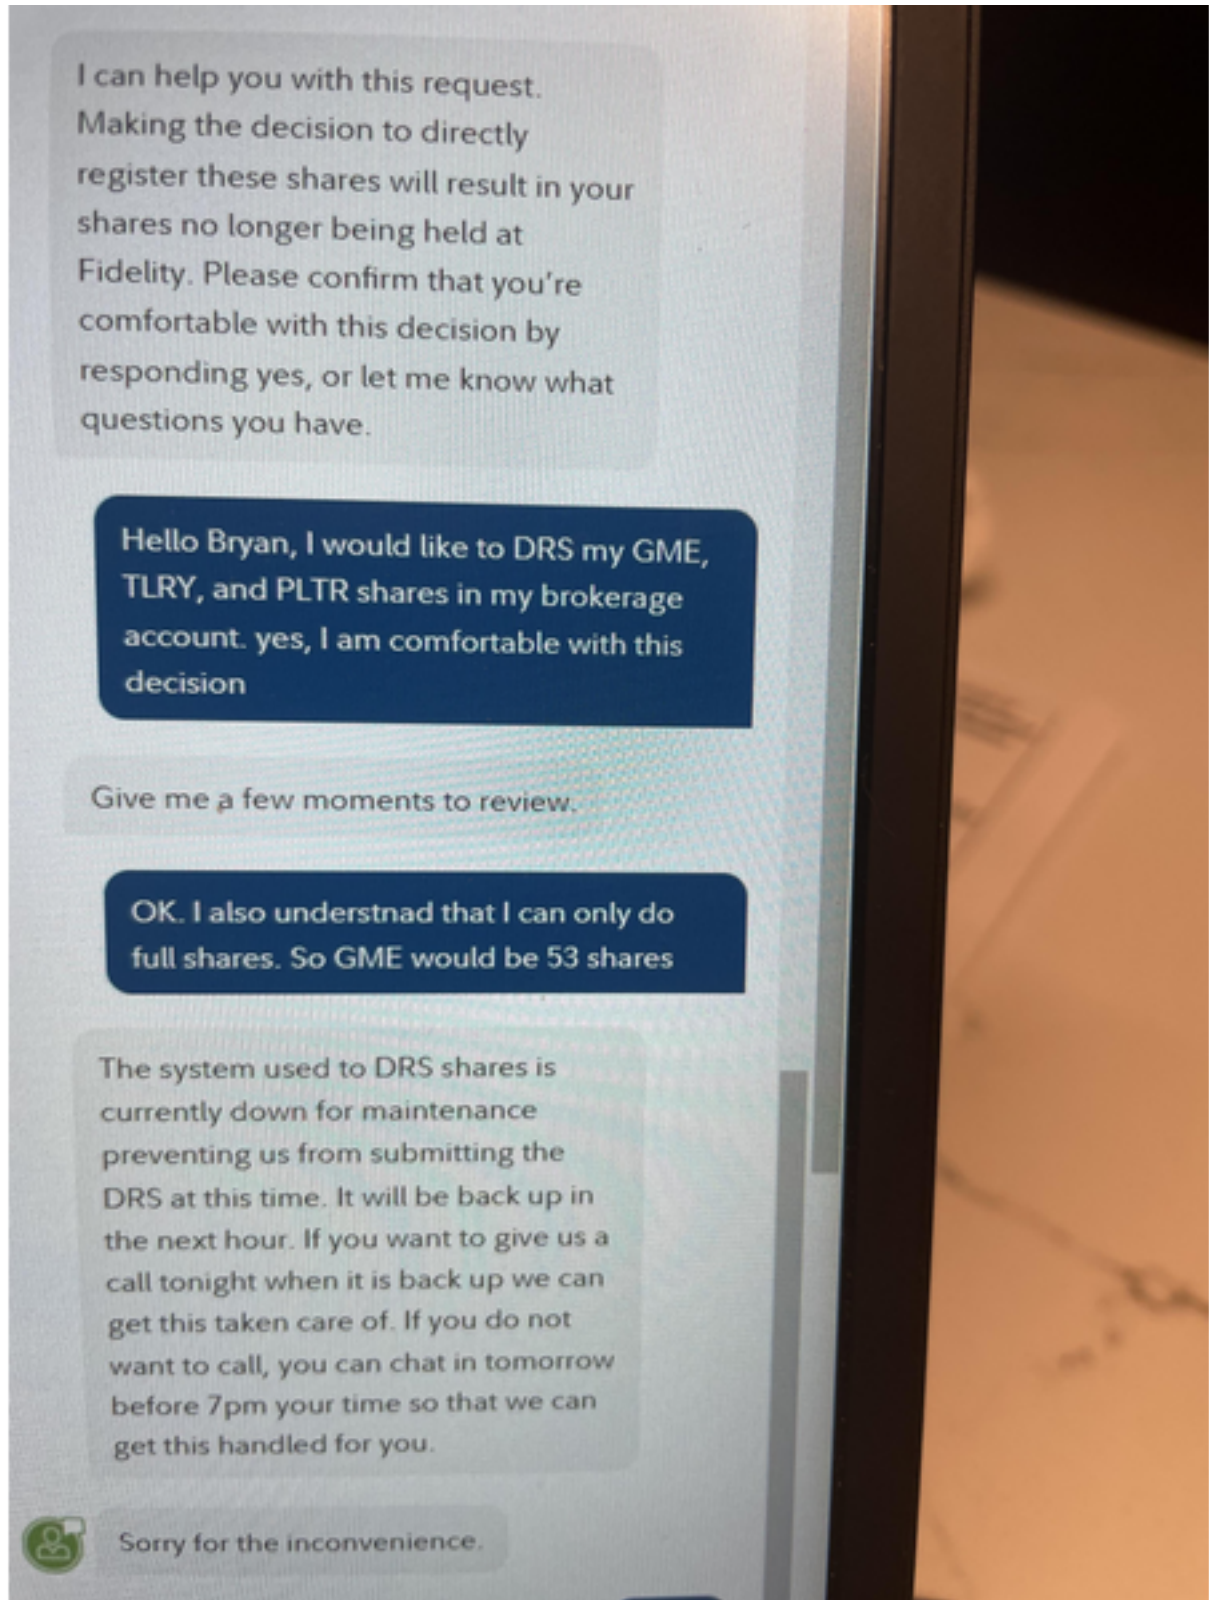 I can help you with this request.
Making the decision to directly
register these shares will result in your
shares no longer being held at
Fidelity. Please confirm that you're
comfortable with this decision by
responding yes, or let me know what
questions you have.
Hello Bryan, I would like to DRS my GME,
TLRY, and PLTR shares in my brokerage
account. yes, I am comfortable with this
decision
Give me a few moments to review.
OK. I also understnad that I can only do
full shares. So GME would be 53 shares
The system used to DRS shares is
currently down for maintenance
preventing us from submitting the
DRS at this time. It will be back up in
the next hour. If you want to give us a
call tonight when it is back up we can
get this taken care of. If you do not
want to call, you can chat in tomorrow
before 7pm your time so that we can
get this handled for you.
Sorry for the inconvenience.